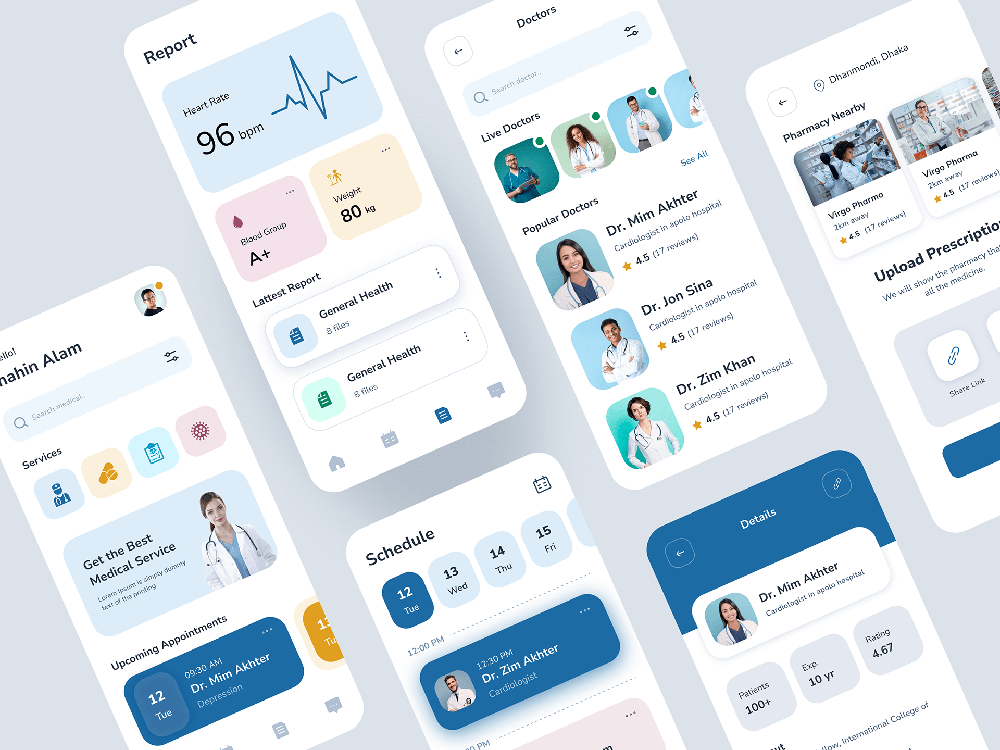 Report
Heart Rate
96 bpm
Blood Group
A+
Weight
80 kg
Lattest Report
General Health
8 files
General Health
8 files
Doctors
Search doctor..
Live Doctors
See All
Popular Doctors
Dr. Mim Akhter
Cardiologist in apolo hospital
4.5 (17 reviews)
Dr. Jon Sina
Cardiologist in apolo hospital
4.5 (17 reviews)
Dr. Zim Khan
Cardiologist in apolo hospital
4.5 (17 reviews)
Dhanmondi, Dhaka
Pharmacy Nearby
Virgo Pharma
2km away
4.5 (17 reviews)
Virgo Pharma
2km away
4.5 (17 reviews)
Upload Prescription
We will show the pharmacy that
all the medicine.
Share Link
ello!
nahin Alam
Search medical..
Services
Get the Best
Medical Service
Lorem Ipsum is simply dummy
text of the printing
Upcoming Appointments
12
Tue
09:30 AM
Dr. Mim Akhter
Depression
Schedule
12
Tue
13
Wed
14
Thu
15
Fri
12:00 PM
12:30 PM
Dr. Zim Akhter
Cardiologist
PM
Details
Dr. Mim Akhter
Cardiologist in apolo hospital
Patients
100+
Exp.
10 yr
Rating
4.67
llow, International College of